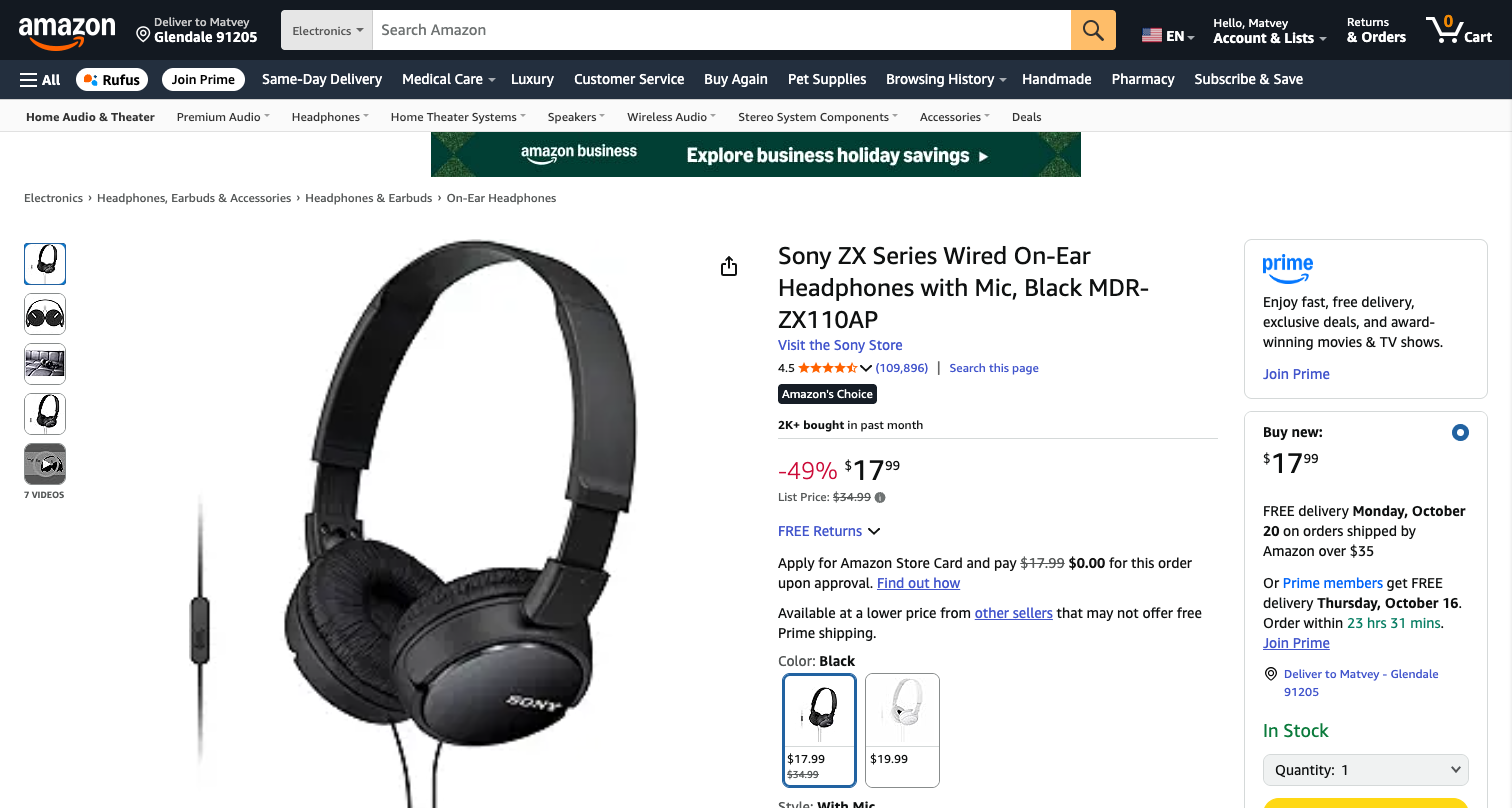 amazon
Deliver to Matvey
Glendale 91205
Electronics
Search Amazon
EN
Hello, Matvey
Account & Lists
Returns
& Orders
0
Cart
All
Rufus
Join Prime
Same-Day Delivery
Medical Care
Luxury
Customer Service
Buy Again
Pet Supplies
Browsing History
Handmade
Pharmacy
Subscribe & Save
Home Audio & Theater
Premium Audio
Headphones
Home Theater Systems
Speakers
Wireless Audio
Stereo System Components
Accessories
Deals
amazon business
Explore business holiday savings
Electronics › Headphones, Earbuds & Accessories › Headphones & Earbuds › On-Ear Headphones
7 VIDEOS
SONY
Sony ZX Series Wired On-Ear
Headphones with Mic, Black MDR-
ZX110AP
Visit the Sony Store
4.5 (109,896) | Search this page
Amazon's Choice
2K+ bought in past month
-49% $17.99
List Price: $34.99
FREE Returns
Apply for Amazon Store Card and pay $17.99 $0.00 for this order
upon approval. Find out how
Available at a lower price from other sellers that may not offer free
Prime shipping.
Color: Black
$17.99
$34.99
$19.99
Style: With Mic
prime
Enjoy fast, free delivery,
exclusive deals, and award-
winning movies & TV shows.
Join Prime
Buy new:
$17.99
FREE delivery Monday, October
20 on orders shipped by
Amazon over $35
Or Prime members get FREE
delivery Thursday, October 16.
Order within 23 hrs 31 mins.
Join Prime
Deliver to Matvey - Glendale
91205
In Stock
Quantity: 1